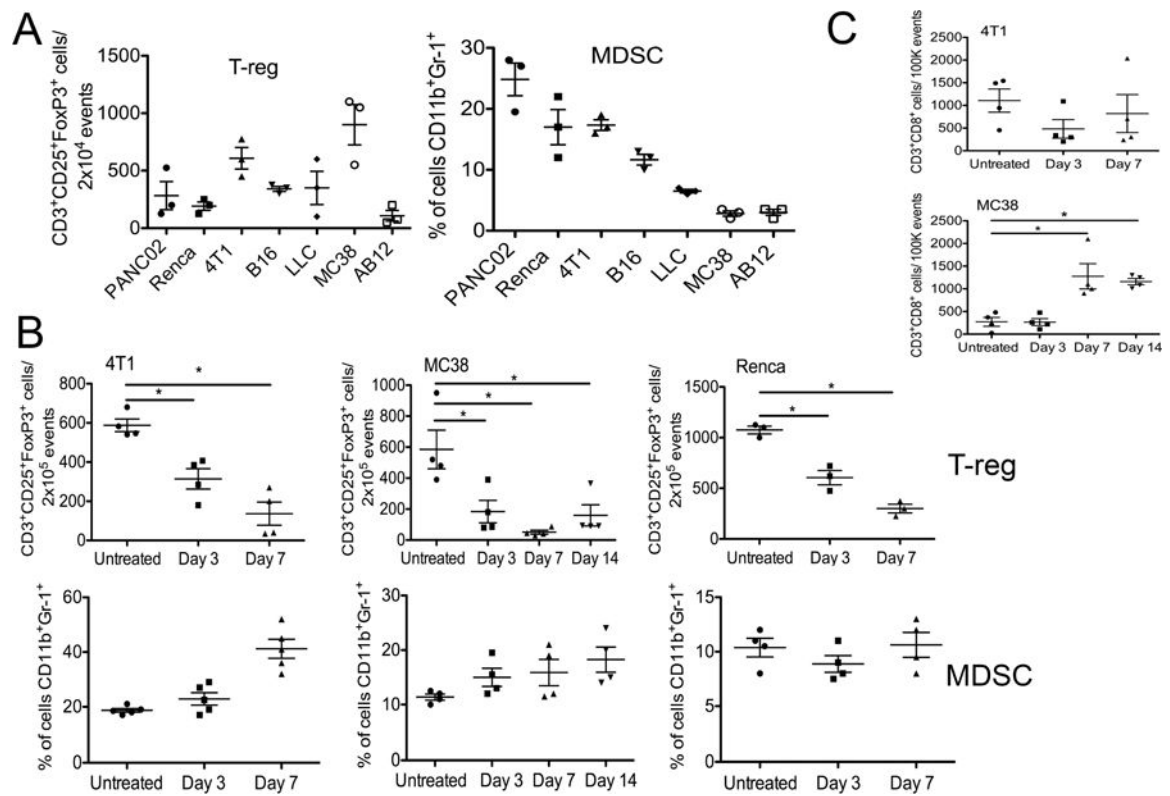 A
T-reg
CD3⁺CD25⁺FoxP3⁺ cells/
2x10⁴ events
1500
1000
500
0
PANC02
Renca
4T1
B16
LLC
MC38
AB12
MDSC
% of cells CD11b⁺Gr-1⁺
30
20
10
0
PANC02
Renca
4T1
B16
LLC
MC38
AB12
C
4T1
CD3⁺CD8⁺ cells/ 100K events
2500
2000
1500
1000
500
0
Untreated Day 3 Day 7
MC38
CD3⁺CD8⁺ cells/ 100K events
2500
2000
1500
1000
500
0
* 
*
Untreated Day 3 Day 7 Day 14
B
4T1
CD3⁺CD25⁺FoxP3⁺ cells/
2x10⁵ events
800
600
400
200
0
*
*
Untreated Day 3 Day 7
MC38
CD3⁺CD25⁺FoxP3⁺ cells/
2x10⁵ events
1000
800
600
400
200
0
*
*
*
Untreated Day 3 Day 7 Day 14
Renca
CD3⁺CD25⁺FoxP3⁺ cells/
2x10⁵ events
1500
1000
500
0
*
*
Untreated Day 3 Day 7
T-reg
% of cells CD11b⁺Gr-1⁺
60
40
20
0
Untreated Day 3 Day 7
% of cells CD11b⁺Gr-1⁺
30
20
10
0
Untreated Day 3 Day 7 Day 14
% of cells CD11b⁺Gr-1⁺
15
10
5
0
Untreated Day 3 Day 7
MDSC